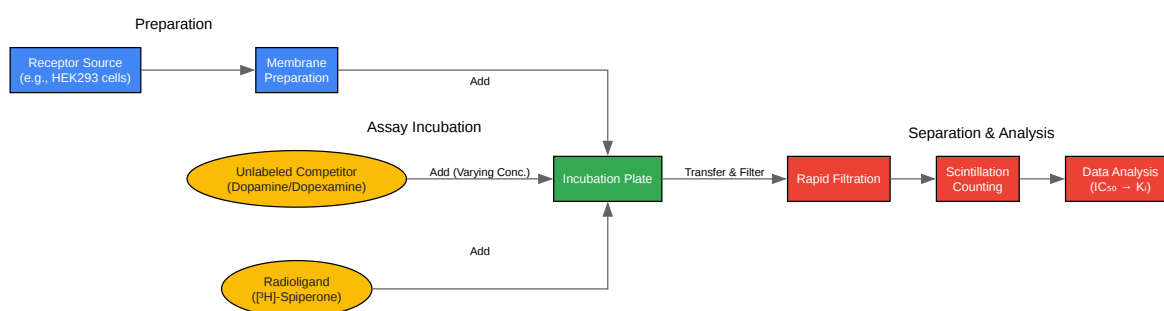 Preparation
Receptor Source
(e.g., HEK293 cells)
Membrane
Preparation
Add
Assay Incubation
Unlabeled Competitor
(Dopamine/Dopexamine)
Add (Varying Conc.)
Incubation Plate
Transfer & Filter
Separation & Analysis
Rapid Filtration
Scintillation
Counting
Data Analysis
(IC₅₀ → Kᵢ)
Add
Radioligand
([³H]-Spiperone)